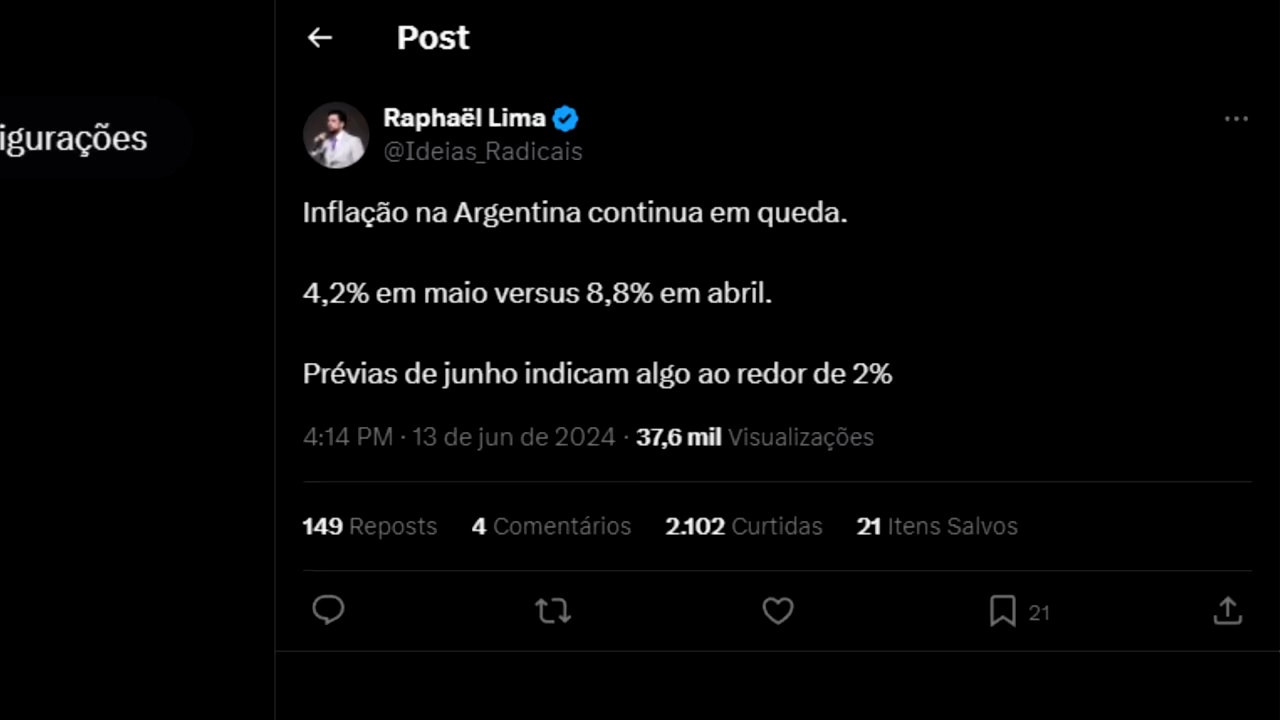 Post
igurações
Raphaël Lima
@Ideias_Radicais
Inflação na Argentina continua em queda.
4,2% em maio versus 8,8% em abril.
Prévias de junho indicam algo ao redor de 2%
4:14 PM · 13 de jun de 2024 · 37,6 mil Visualizações
149 Reposts 4 Comentários 2.102 Curtidas 21 Itens Salvos
21